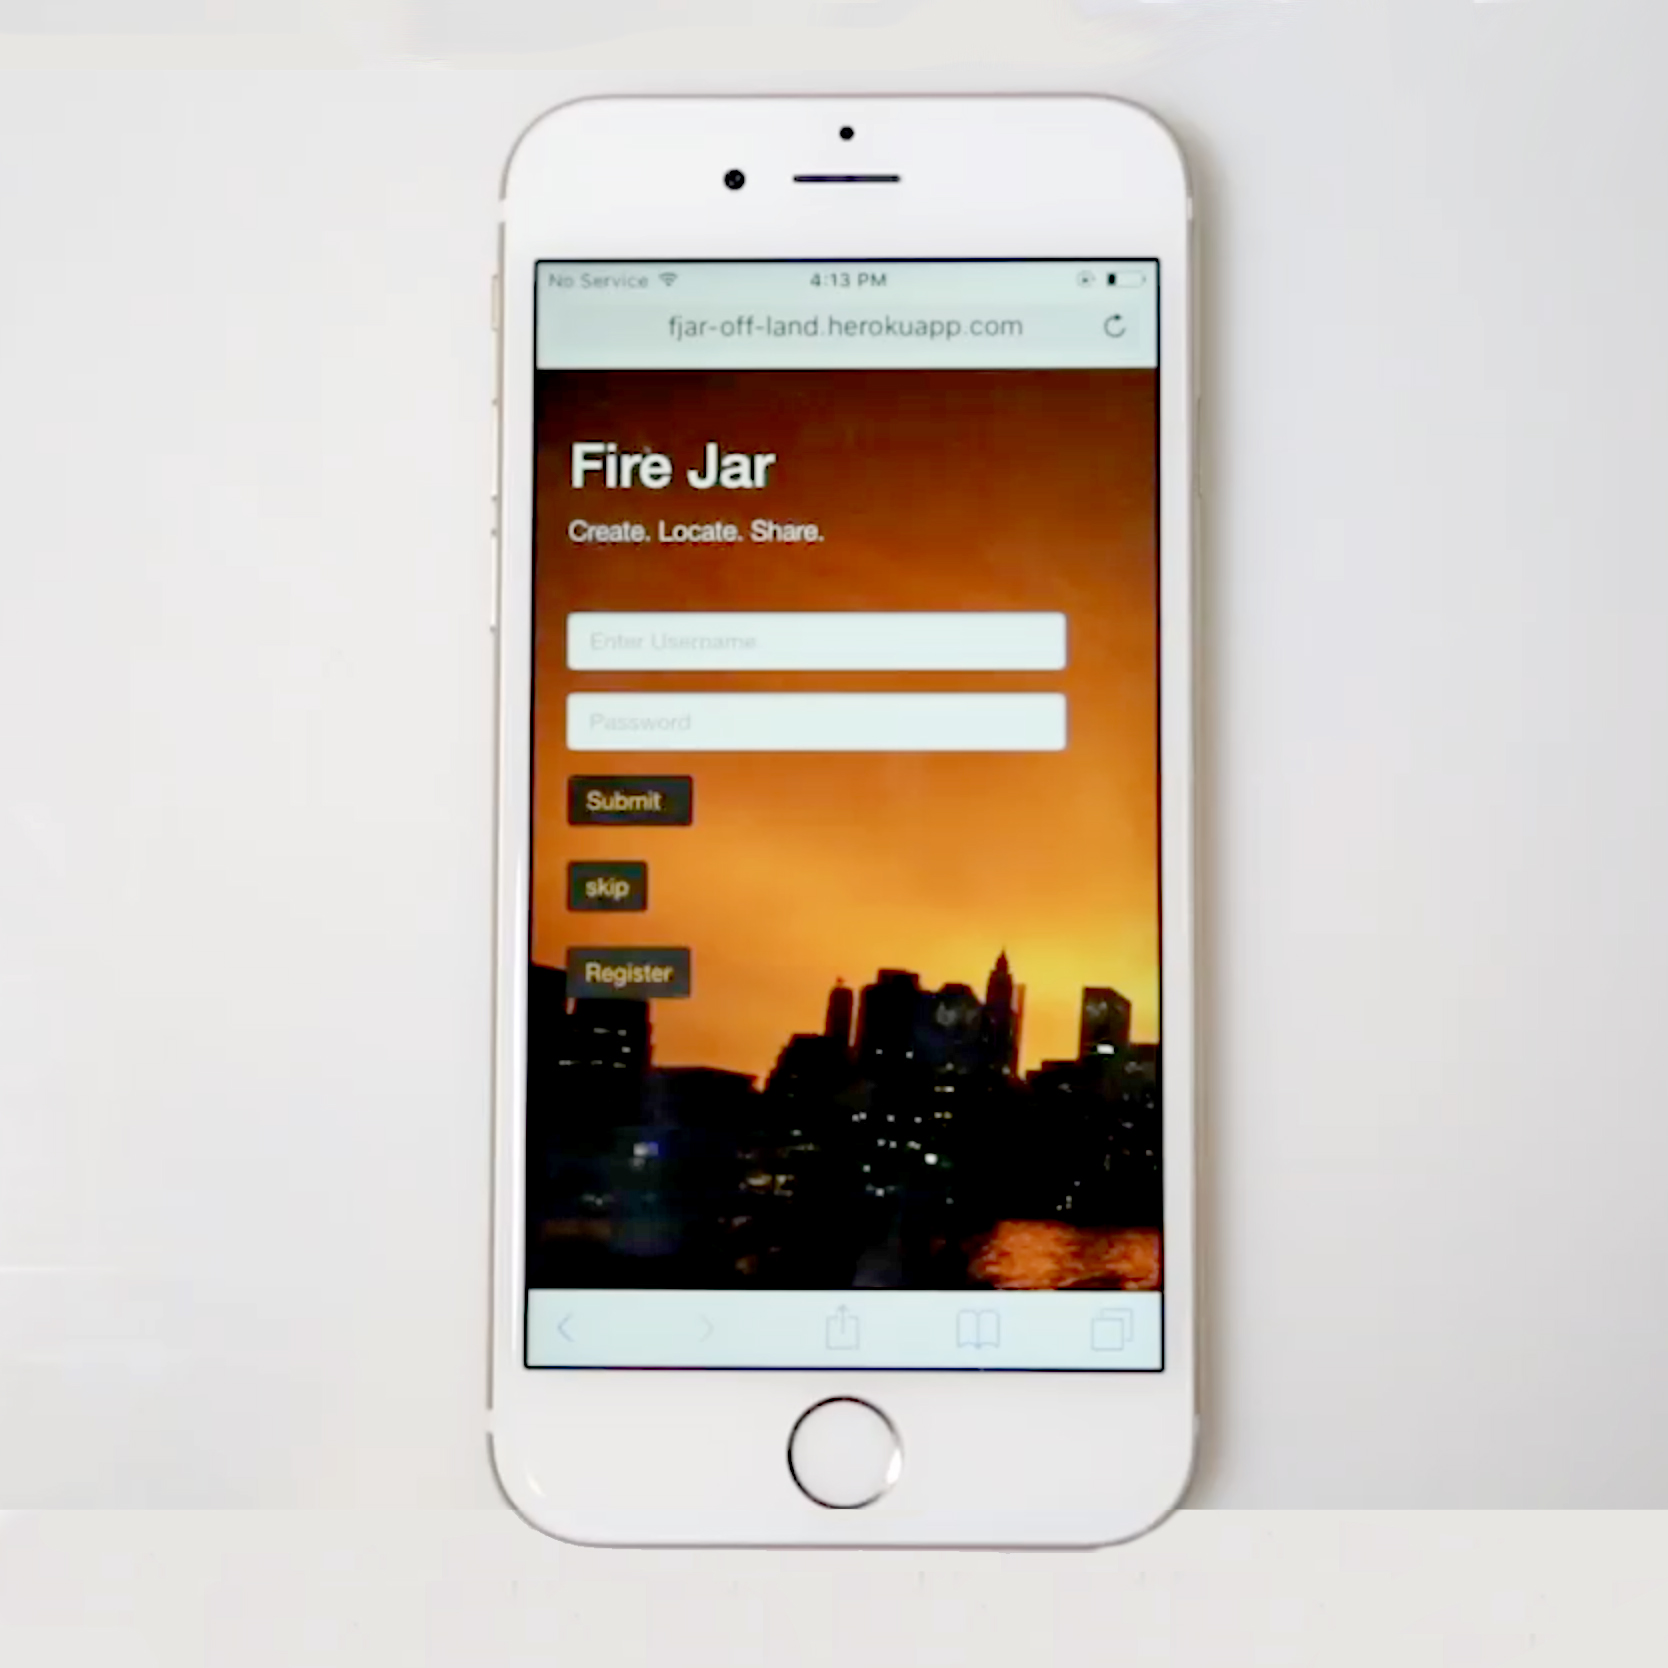 No Service 4:13 PM
fjar-off-land.herokuapp.com
Fire Jar
Create. Locate. Share.
Enter Username
Password
Submit
skip
Register